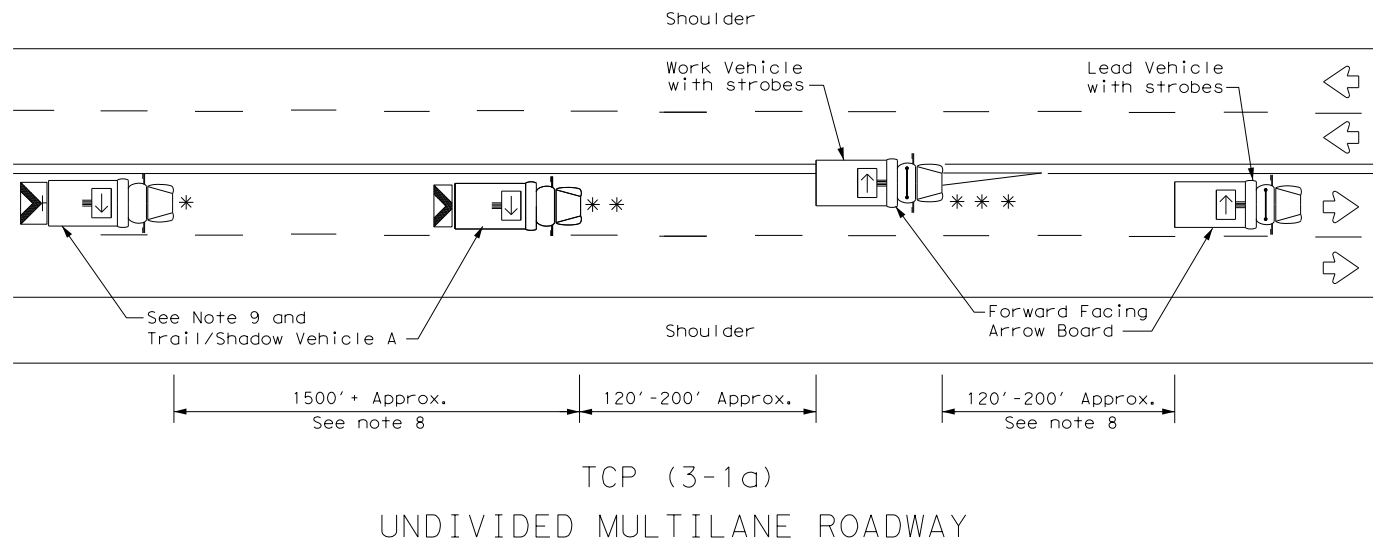 Shoulder
Work Vehicle
with strobes
Lead Vehicle
with strobes
*
* *
* * *
See Note 9 and
Trail/Shadow Vehicle A
Shoulder
Forward Facing
Arrow Board
1500'+ Approx.
See note 8
120'-200' Approx.
120'-200' Approx.
See note 8
TCP (3-1a)
UNDIVIDED MULTILANE ROADWAY